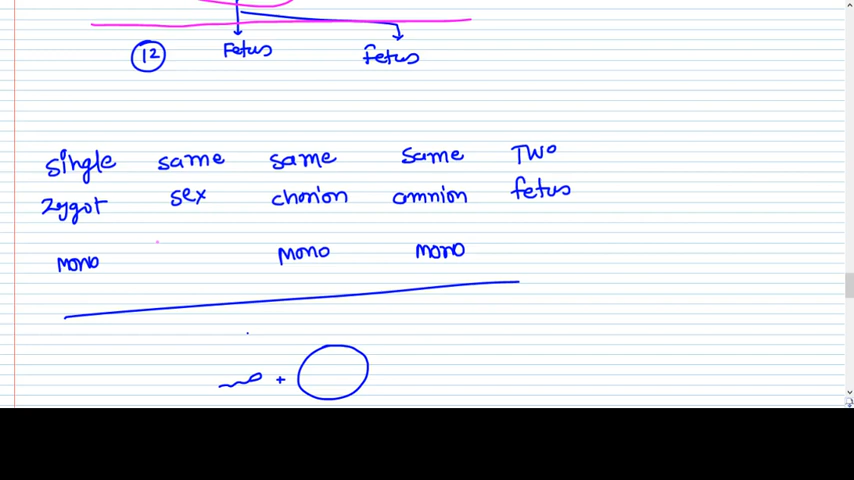 12 Fetus Fetus
single same same same Two
zygot sex chorion amnion fetus
mono mono mono
+